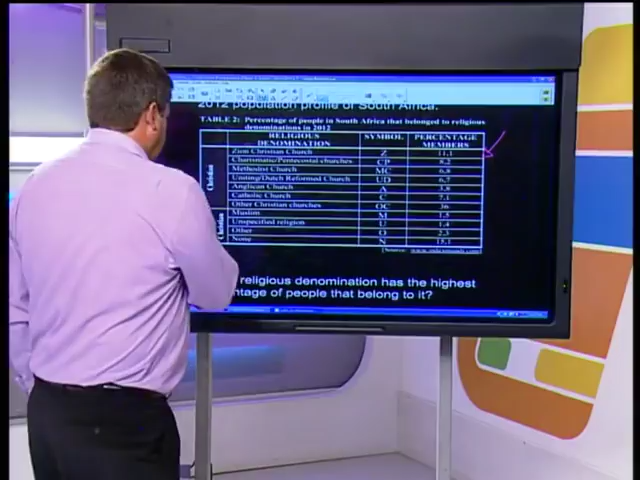 2012 population profile of South Africa.
TABLE 2: Percentage of people in South Africa that belonged to religious
denominations in 2012
RELIGIOUS DENOMINATION SYMBOL PERCENTAGE MEMBERS
Christian
Zion Christian Church Z 11,1
Charismatic/Pentecostal churches CP 8,2
Methodist Church MC 6,8
Uniting/Dutch Reformed Church UD 6,7
Anglican Church A 3,8
Catholic Church C 7,1
Other Christian churches OC 36
Christian
Muslim M 1,5
Unspecified religion U 1,4
Other O 2,3
None N 15,1
[Source:
religious denomination has the highest
ntage of people that belong to it?